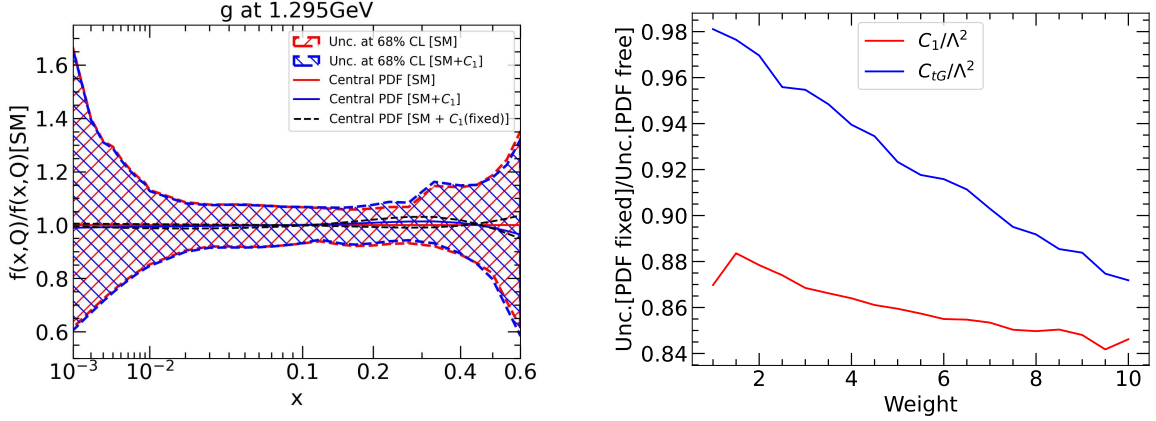 g at 1.295GeV
f(x,Q)/f(x,Q)[SM]
1.6
1.4
1.2
1.0
0.8
0.6
Unc. at 68% CL [SM]
Unc. at 68% CL [SM+C₁]
Central PDF [SM]
Central PDF [SM+C₁]
Central PDF [SM + C₁(fixed)]
10⁻³ 10⁻² 0.1 0.2 0.4 0.6
x
Unc.[PDF fixed]/Unc.[PDF free]
0.98
0.96
0.94
0.92
0.90
0.88
0.86
0.84
C₁/Λ²
C_{tG}/Λ²
2 4 6 8 10
Weight